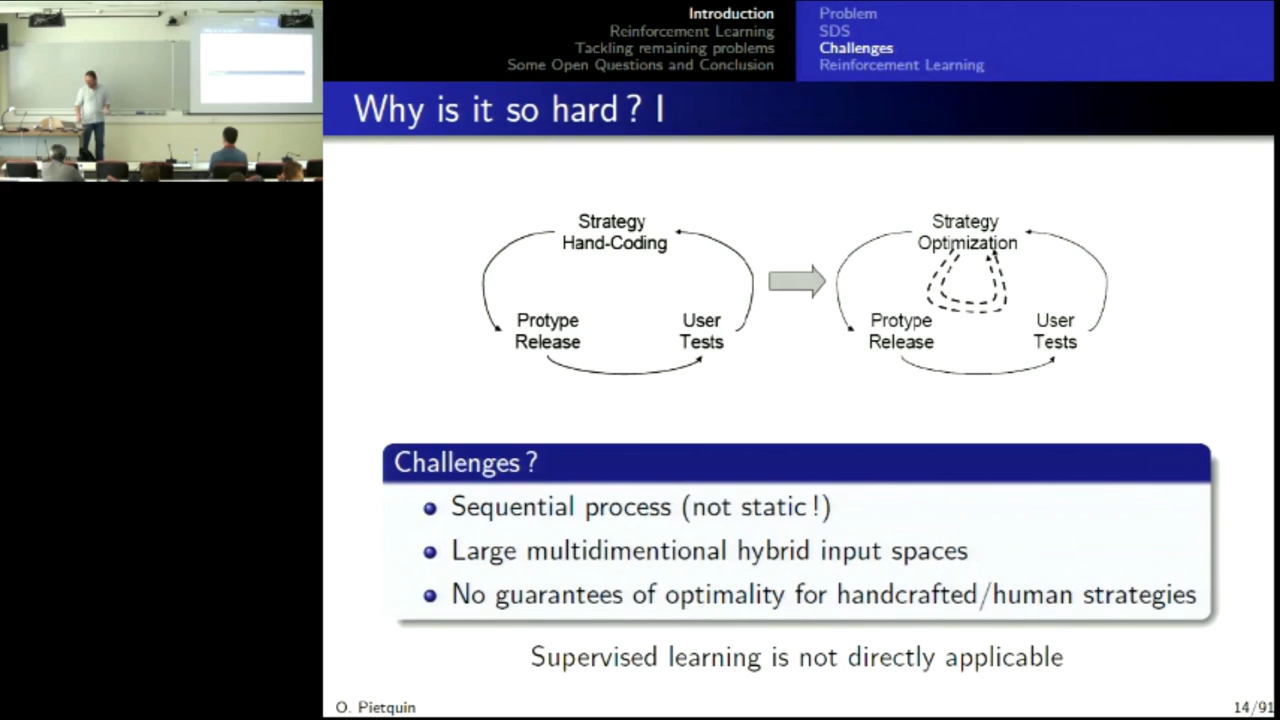 Introduction
Reinforcement Learning
Tackling remaining problems
Some Open Questions and Conclusion
Problem
SDS
Challenges
Reinforcement Learning
Why is it so hard ? I
Strategy
Hand-Coding
Protype
Release
User
Tests
Strategy
Optimization
Protype
Release
User
Tests
Challenges ?
Sequential process (not static !)
Large multidimentional hybrid input spaces
No guarantees of optimality for handcrafted/human strategies
Supervised learning is not directly applicable
O. Pietquin
14/91